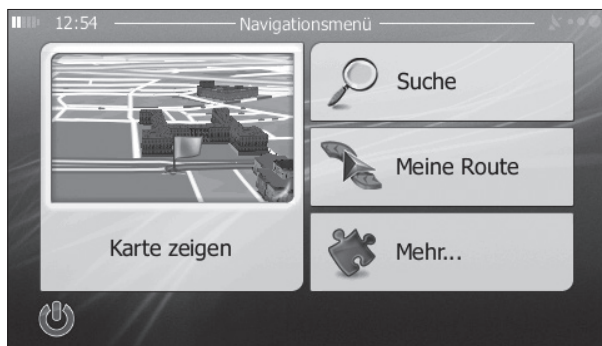 12:54
Navigationsmenü
Karte zeigen
Suche
Meine Route
Mehr...